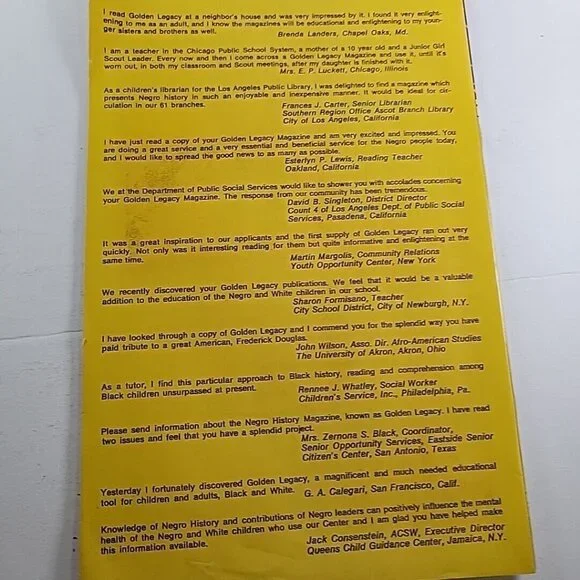 I read Golden Legacy at a neighbor's house and was very impressed by it. I found it very enlight-
ening to me as an adult, and I know the magazines will be educational and enlightening to my youn-
ger sisters and brothers as well.
Brenda Landers, Chapel Oaks, Md.
I am a teacher in the Chicago Public School System, a mother of a 10 year old and a Junior Girl
Scout Leader. Every now and then I come across a Golden Legacy Magazine and use it, until it's
worn out, in both my classroom and Scout meetings, after my daughter is finished with it.
Mrs. E. P. Luckett, Chicago, Illinois
As a children's librarian for the Los Angeles Public Library, I was delighted to find a magazine which
presents Negro history in such an enjoyable and inexpensive manner. It would be ideal for cir-
culation in our 61 branches.
Frances J. Carter, Senior Librarian
Southern Region Office Ascot Branch Library
City of Los Angeles, California
I have just read a copy of your Golden Legacy Magazine and am very excited and impressed. You
are doing a great service and a very essential and beneficial service for the Negro people today,
and I would like to spread the good news to as many as possible.
Esterlyn P. Lewis, Reading Teacher
Oakland, California
We at the Department of Public Social Services would like to shower you with accolades concerning
your Golden Legacy Magazine. The response from our community has been tremendous.
David B. Singleton, District Director
Count 4 of Los Angeles Dept. of Public Social
Services, Pasadena, California
It was a great inspiration to our applicants and the first supply of Golden Legacy ran out very
quickly. Not only was it interesting reading for them but quite informative and enlightening at the
same time.
Martin Margolis, Community Relations
Youth Opportunity Center, New York
We recently discovered your Golden Legacy publications. We feel that it would be a valuable
addition to the education of the Negro and White children in our school.
Sharon Formisano, Teacher
City School District, City of Newburgh, N.Y.
I have looked through a copy of Golden Legacy and I commend you for the splendid way you have
paid tribute to a great American, Frederick Douglas.
John Wilson, Asso. Dir. Afro-American Studies
The University of Akron, Akron, Ohio
As a tutor, I find this particular approach to Black history, reading and comprehension among
Black children unsurpassed at present.
Rennee J. Whatley, Social Worker
Children's Service, Inc., Philadelphia, Pa.
Please send information about the Negro History Magazine, known as Golden Legacy. I have read
two issues and feel that you have a splendid project.
Mrs. Zernona S. Black, Coordinator,
Senior Opportunity Services, Eastside Senior
Citizen's Center, San Antonio, Texas
Yesterday I fortunately discovered Golden Legacy, a magnificent and much needed educational
tool for children and adults, Black and White.
G. A. Calegari, San Francisco, Calif.
Knowledge of Negro History and contributions of Negro leaders can positively influence the mental
health of the Negro and White children who use our Center and I am glad you have helped make
this information available.
Jack Consenstein, ACSW, Executive Director
Queens Child Guidance Center, Jamaica, N.Y.